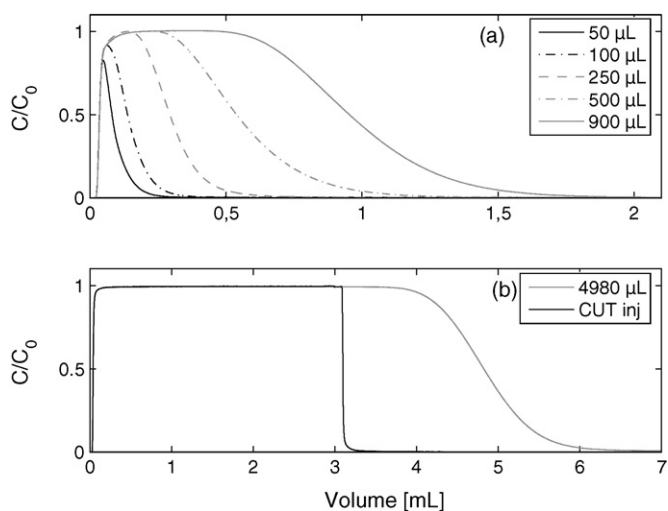 (a)
50 µL
100 µL
250 µL
500 µL
900 µL
C/C0
1
0.5
0
0 0,5 1 1,5 2
(b)
4980 µL
CUT inj
C/C0
1
0.5
0
0 1 2 3 4 5 6 7
Volume [mL]